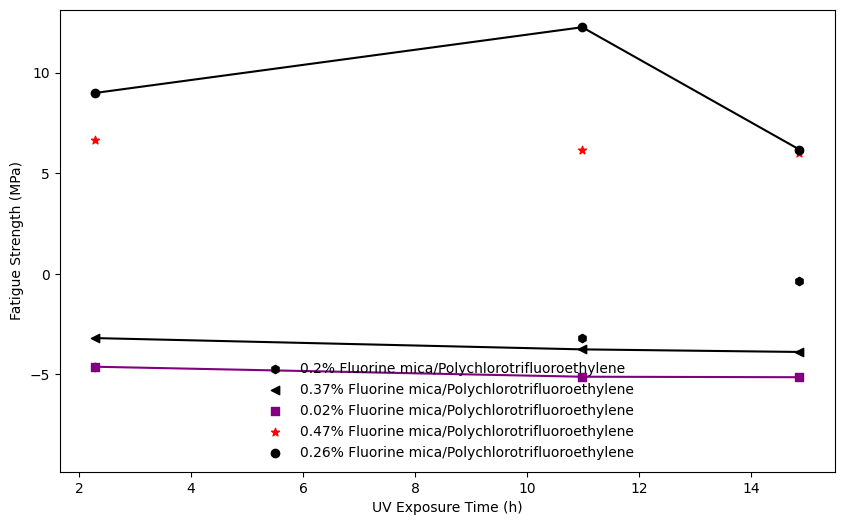 10
5
0
−5
Fatigue Strength (MPa)
0.2% Fluorine mica/Polychlorotrifluoroethylene
0.37% Fluorine mica/Polychlorotrifluoroethylene
0.02% Fluorine mica/Polychlorotrifluoroethylene
0.47% Fluorine mica/Polychlorotrifluoroethylene
0.26% Fluorine mica/Polychlorotrifluoroethylene
2 4 6 8 10 12 14
UV Exposure Time (h)